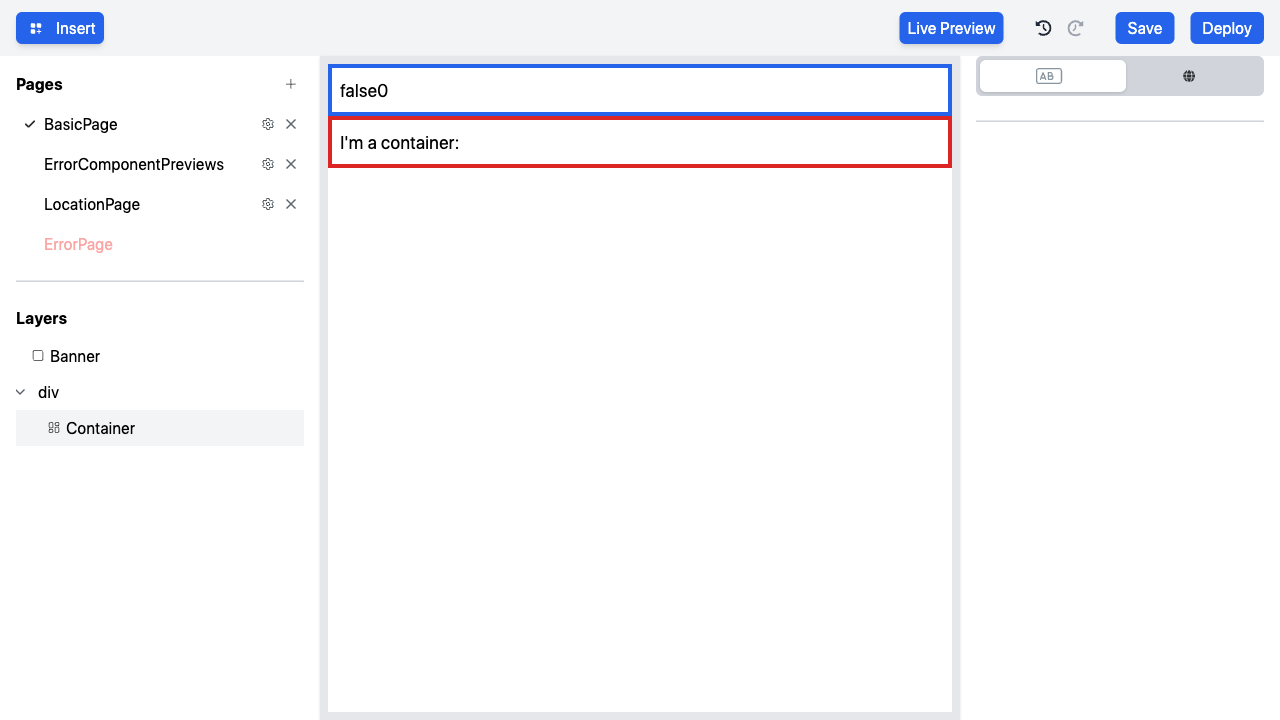 Insert
Live Preview
Save
Deploy
Pages
BasicPage
ErrorComponentPreviews
LocationPage
ErrorPage
Layers
Banner
div
Container
false0
I'm a container:
AB